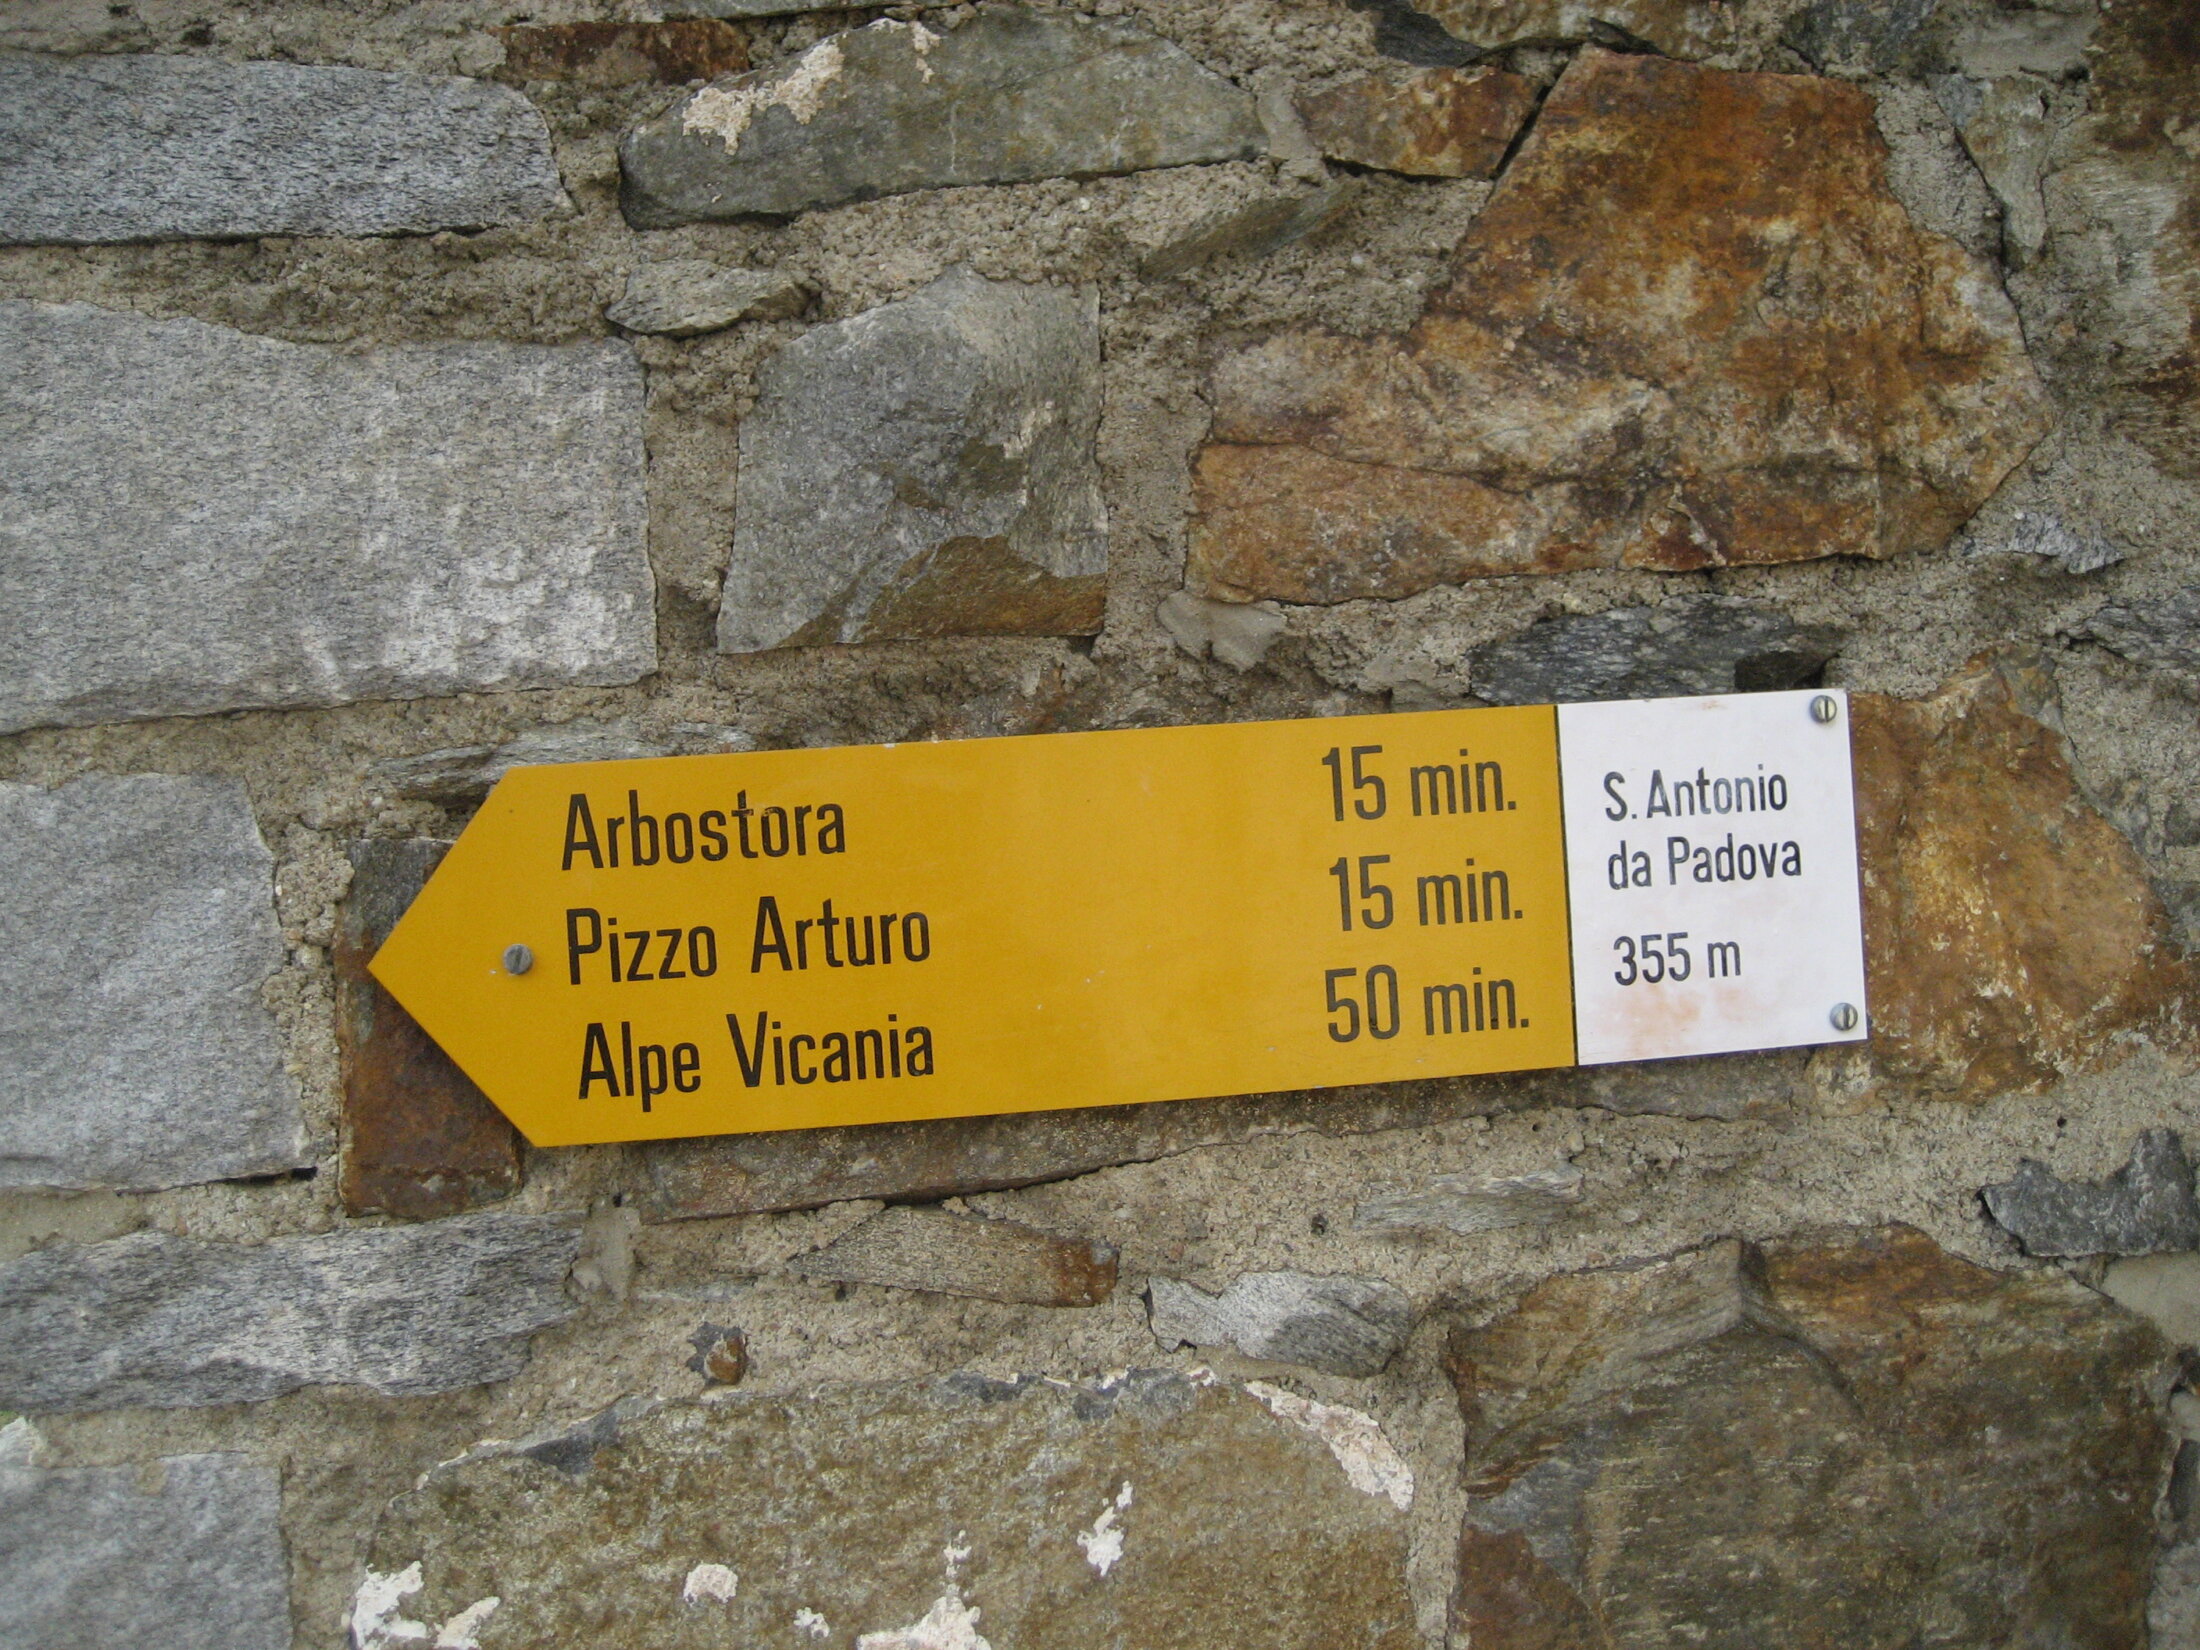 Arbostora 15 min.
Pizzo Arturo 15 min.
Alpe Vicania 50 min.
S. Antonio
da Padova
355 m